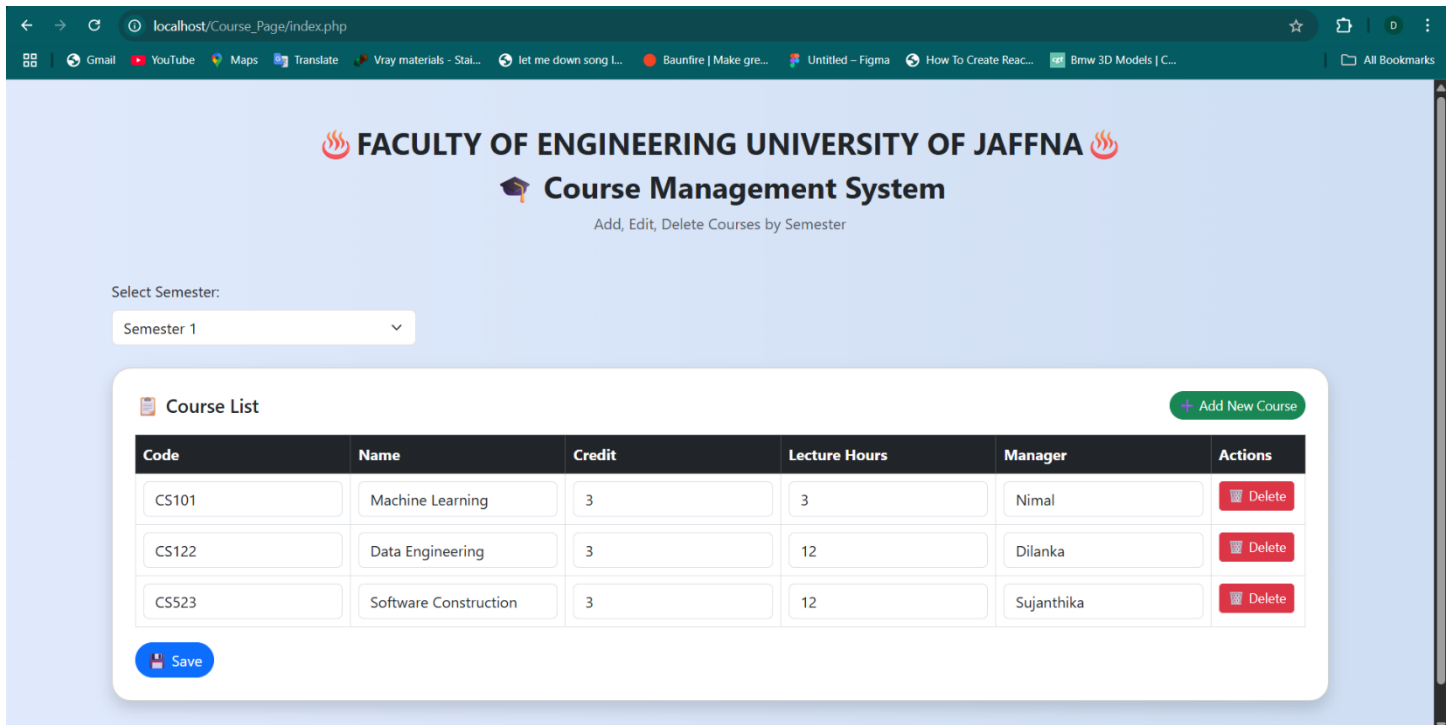 localhost/Course_Page/index.php
D
Gmail YouTube Maps Translate Vray materials - Stai... let me down song l... Baunfire | Make gre... Untitled – Figma How To Create Reac... Bmw 3D Models | C... All Bookmarks
FACULTY OF ENGINEERING UNIVERSITY OF JAFFNA
Course Management System
Add, Edit, Delete Courses by Semester
Select Semester:
Semester 1
Course List
Add New Course
Code Name Credit Lecture Hours Manager Actions
CS101 Machine Learning 3 3 Nimal Delete
CS122 Data Engineering 3 12 Dilanka Delete
CS523 Software Construction 3 12 Sujanthika Delete
Save